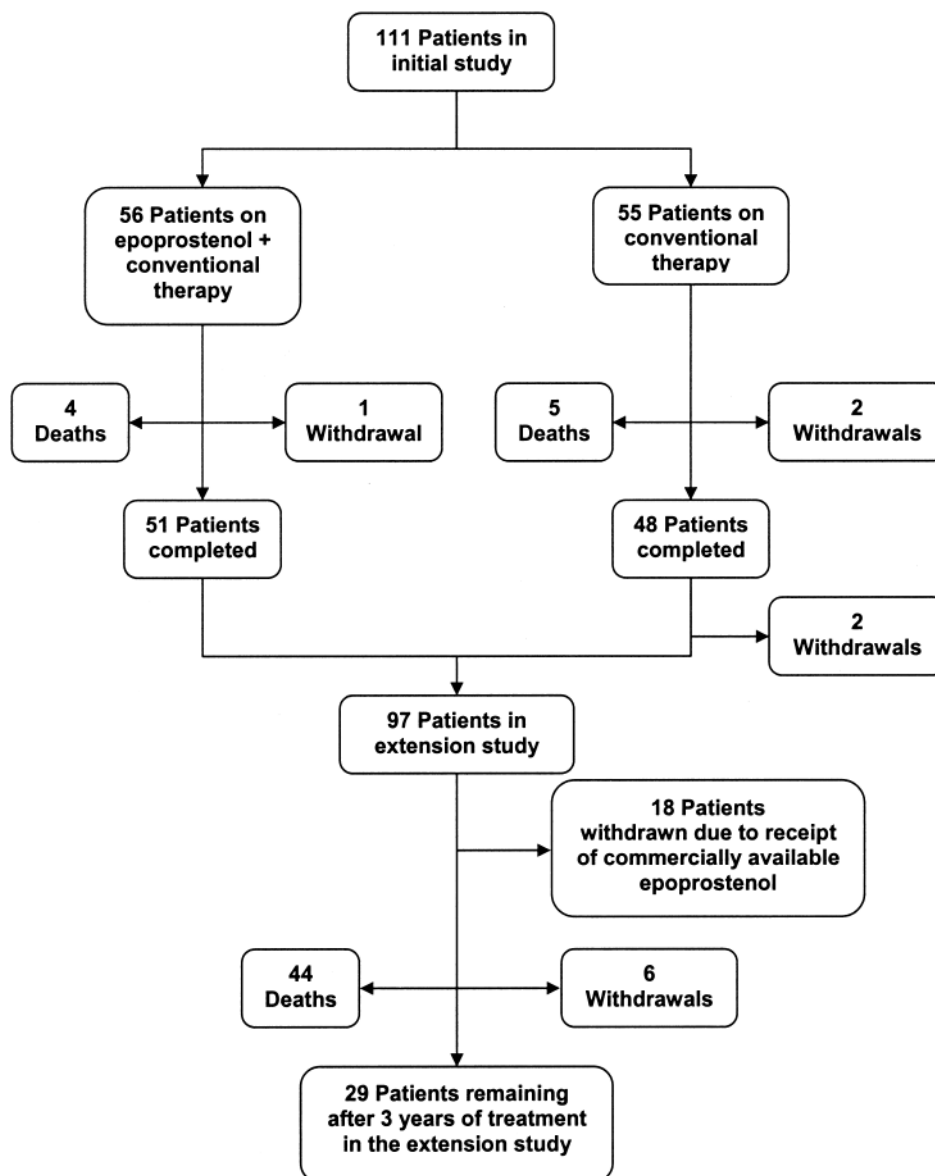 111 Patients in
initial study
56 Patients on
epoprostenol +
conventional
therapy
55 Patients on
conventional
therapy
4
Deaths
1
Withdrawal
5
Deaths
2
Withdrawals
51 Patients
completed
48 Patients
completed
2
Withdrawals
97 Patients in
extension study
18 Patients
withdrawn due to receipt
of commercially available
epoprostenol
44
Deaths
6
Withdrawals
29 Patients remaining
after 3 years of treatment
in the extension study